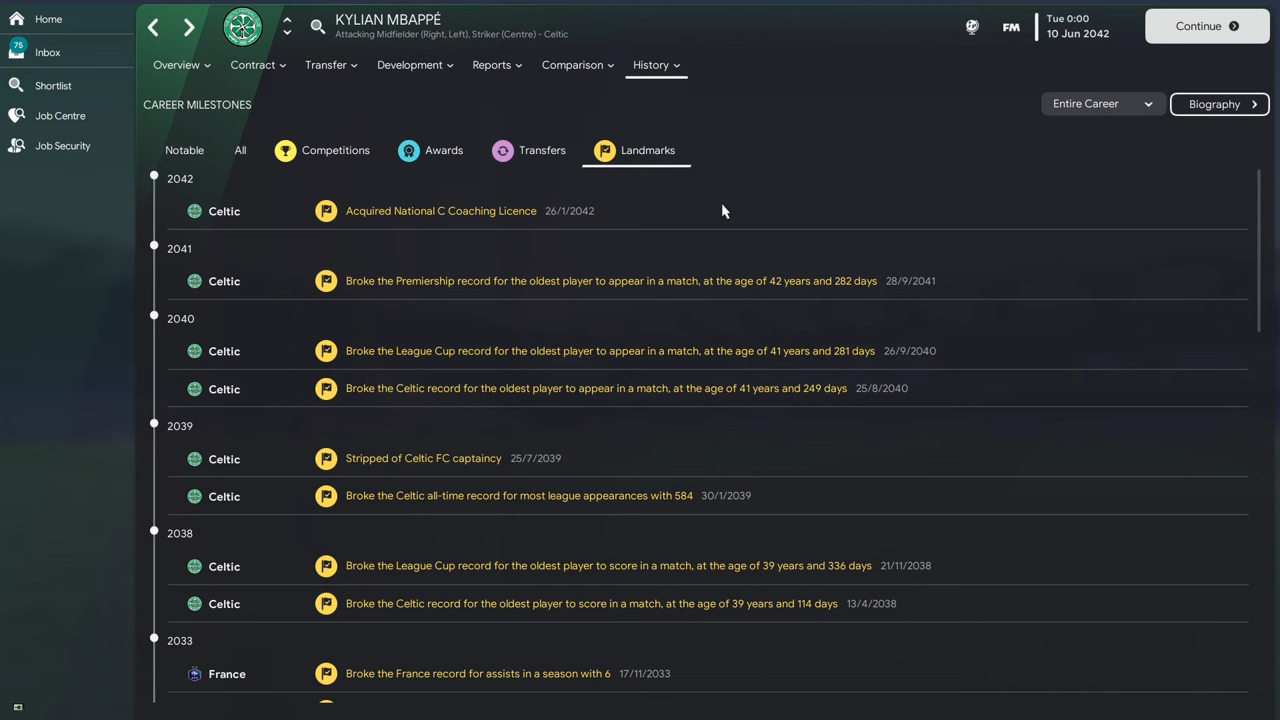 Home
75
Inbox
Shortlist
Job Centre
Job Security
KYLIAN MBAPPÉ
Attacking Midfielder (Right, Left), Striker (Centre) - Celtic
FM
Tue 0:00
10 Jun 2042
Continue
Overview
Contract
Transfer
Development
Reports
Comparison
History
CAREER MILESTONES
Entire Career
Biography
Notable
All
Competitions
Awards
Transfers
Landmarks
2042
Celtic Acquired National C Coaching Licence 26/1/2042
2041
Celtic Broke the Premiership record for the oldest player to appear in a match, at the age of 42 years and 282 days 28/9/2041
2040
Celtic Broke the League Cup record for the oldest player to appear in a match, at the age of 41 years and 281 days 26/9/2040
Celtic Broke the Celtic record for the oldest player to appear in a match, at the age of 41 years and 249 days 25/8/2040
2039
Celtic Stripped of Celtic FC captaincy 25/7/2039
Celtic Broke the Celtic all-time record for most league appearances with 584 30/1/2039
2038
Celtic Broke the League Cup record for the oldest player to score in a match, at the age of 39 years and 336 days 21/11/2038
Celtic Broke the Celtic record for the oldest player to score in a match, at the age of 39 years and 114 days 13/4/2038
2033
France Broke the France record for assists in a season with 6 17/11/2033